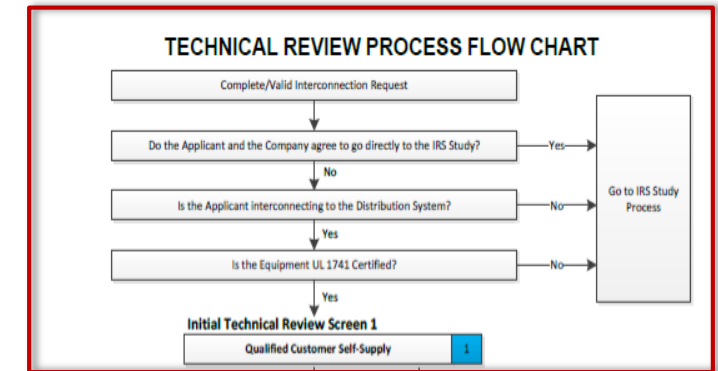 TECHNICAL REVIEW PROCESS FLOW CHART
Complete/Valid Interconnection Request
Do the Applicant and the Company agree to go directly to the IRS Study?
Yes
No
Is the Applicant interconnecting to the Distribution System?
No
Go to IRS Study
Process
Yes
Is the Equipment UL 1741 Certified?
No
Yes
Initial Technical Review Screen 1
Qualified Customer Self-Supply
1